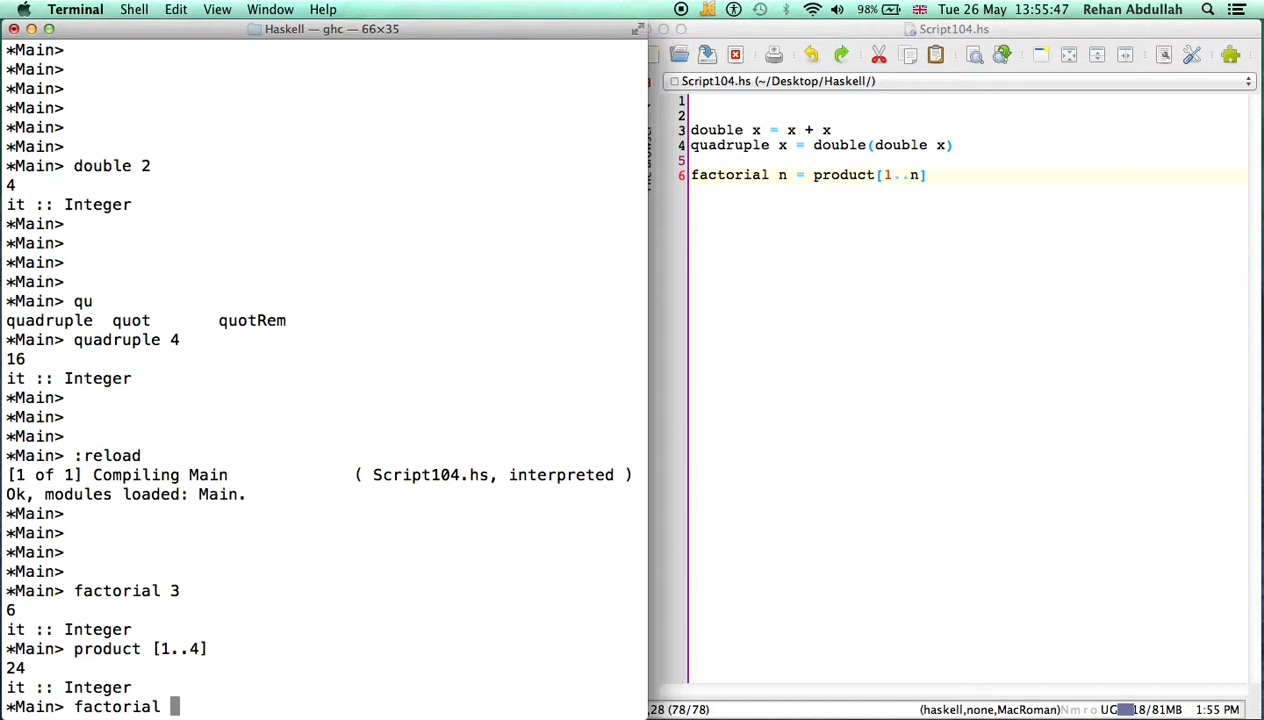 Terminal Shell Edit View Window Help 98% Tue 26 May 13:55:47 Rehan Abdullah
Haskell — ghc — 66×35
*Main>
*Main>
*Main>
*Main>
*Main>
*Main>
*Main> double 2
4
it :: Integer
*Main>
*Main>
*Main>
*Main>
*Main> qu
quadruple quot quotRem
*Main> quadruple 4
16
it :: Integer
*Main>
*Main>
*Main>
*Main> :reload
[1 of 1] Compiling Main ( Script104.hs, interpreted )
Ok, modules loaded: Main.
*Main>
*Main>
*Main>
*Main>
*Main> factorial 3
6
it :: Integer
*Main> product [1..4]
24
it :: Integer
*Main> factorial
Script104.hs
Script104.hs (~/Desktop/Haskell/)
1
2
3 double x = x + x
4 quadruple x = double(double x)
5
6 factorial n = product[1..n]
,28 (78/78) (haskell,none,MacRoman) N m r o UG 18/81MB 1:55 PM